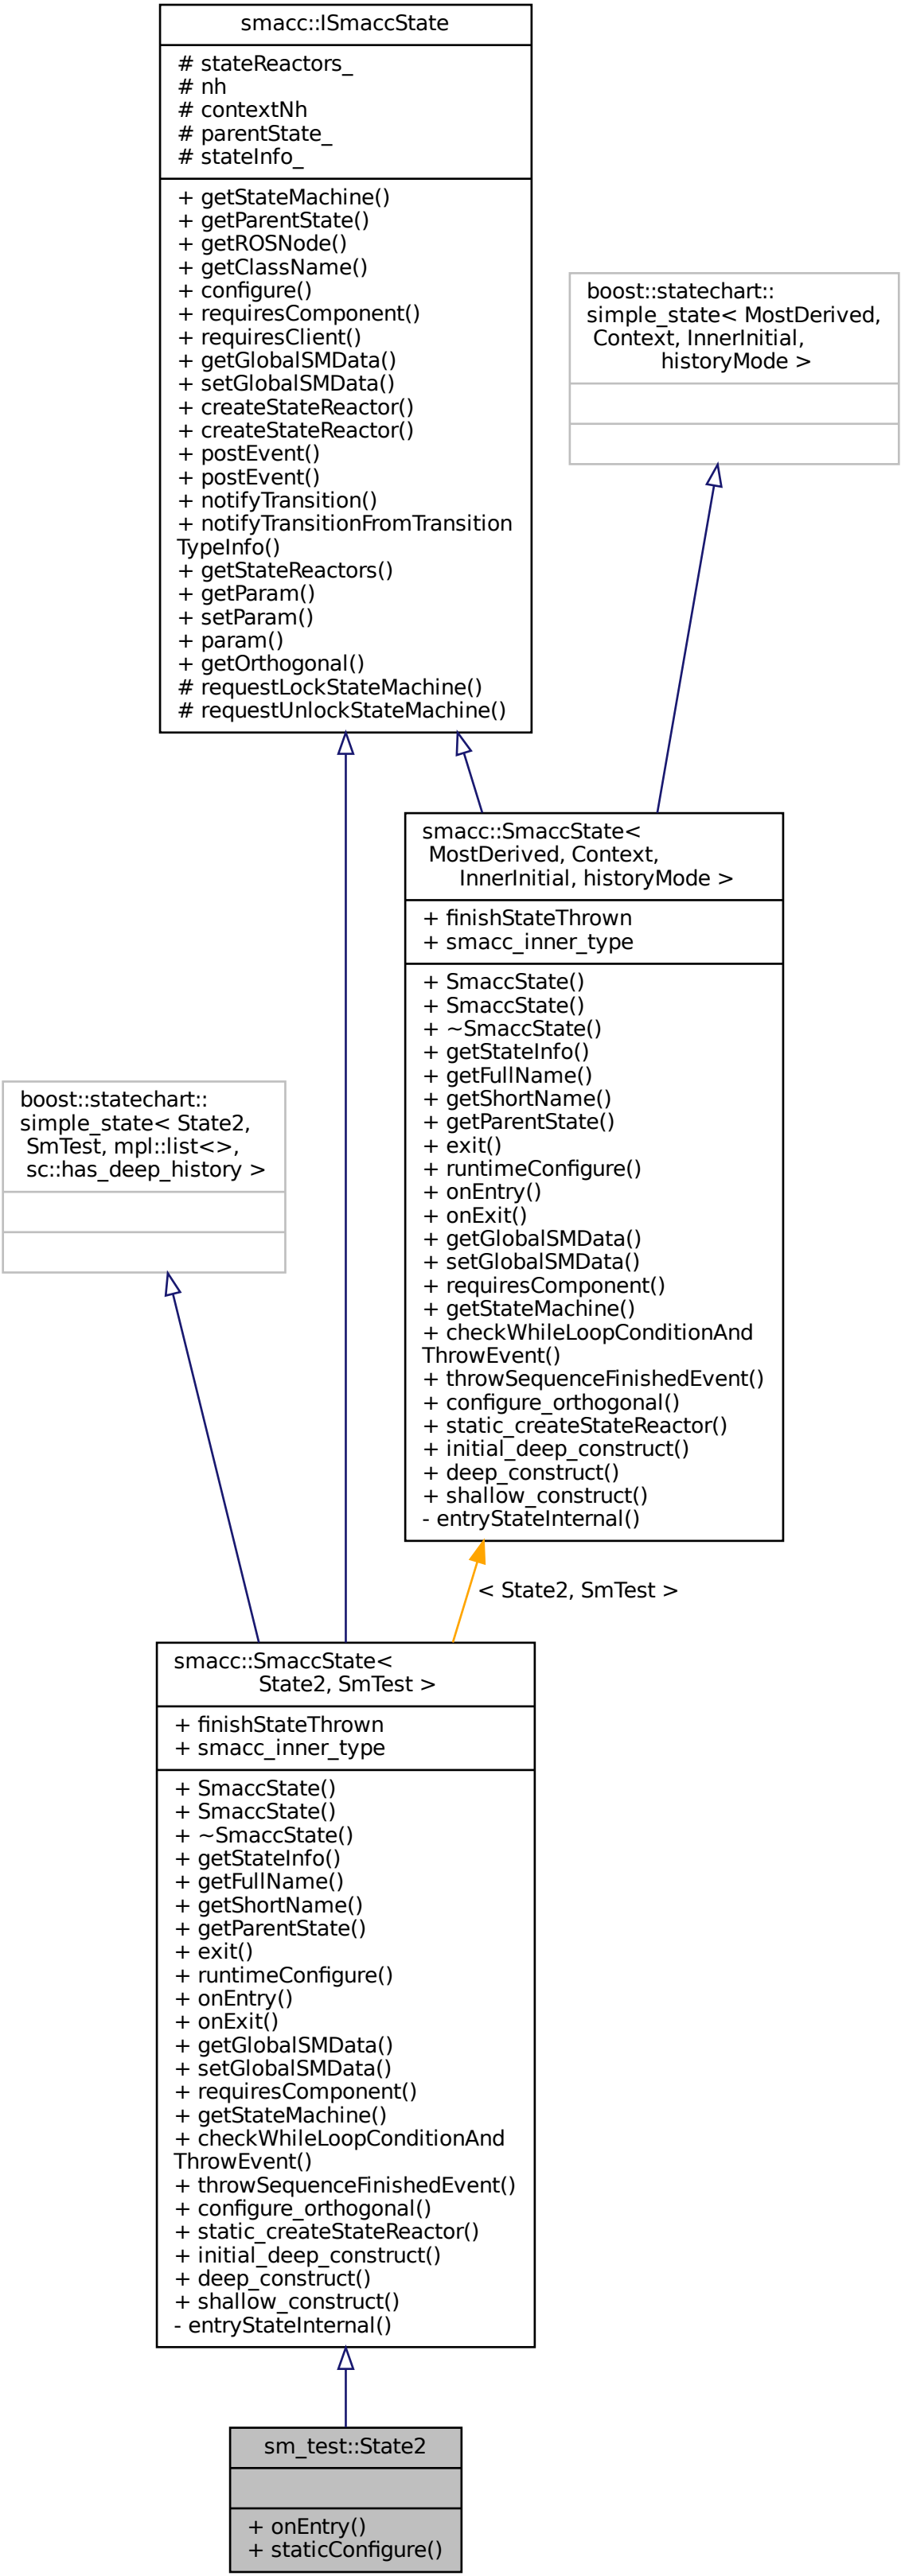 smacc::ISmaccState
# stateReactors_
# nh
# contextNh
# parentState_
# stateInfo_
+ getStateMachine()
+ getParentState()
+ getROSNode()
+ getClassName()
+ configure()
+ requiresComponent()
+ requiresClient()
+ getGlobalSMData()
+ setGlobalSMData()
+ createStateReactor()
+ createStateReactor()
+ postEvent()
+ postEvent()
+ notifyTransition()
+ notifyTransitionFromTransition
TypeInfo()
+ getStateReactors()
+ getParam()
+ setParam()
+ param()
+ getOrthogonal()
# requestLockStateMachine()
# requestUnlockStateMachine()
boost::statechart::
simple_state< MostDerived,
Context, InnerInitial,
historyMode >
smacc::SmaccState<
MostDerived, Context,
InnerInitial, historyMode >
+ finishStateThrown
+ smacc_inner_type
+ SmaccState()
+ SmaccState()
+ ~SmaccState()
+ getStateInfo()
+ getFullName()
+ getShortName()
+ getParentState()
+ exit()
+ runtimeConfigure()
+ onEntry()
+ onExit()
+ getGlobalSMData()
+ setGlobalSMData()
+ requiresComponent()
+ getStateMachine()
+ checkWhileLoopConditionAnd
ThrowEvent()
+ throwSequenceFinishedEvent()
+ configure_orthogonal()
+ static_createStateReactor()
+ initial_deep_construct()
+ deep_construct()
+ shallow_construct()
- entryStateInternal()
boost::statechart::
simple_state< State2,
SmTest, mpl::list<>,
sc::has_deep_history >
< State2, SmTest >
smacc::SmaccState<
State2, SmTest >
+ finishStateThrown
+ smacc_inner_type
+ SmaccState()
+ SmaccState()
+ ~SmaccState()
+ getStateInfo()
+ getFullName()
+ getShortName()
+ getParentState()
+ exit()
+ runtimeConfigure()
+ onEntry()
+ onExit()
+ getGlobalSMData()
+ setGlobalSMData()
+ requiresComponent()
+ getStateMachine()
+ checkWhileLoopConditionAnd
ThrowEvent()
+ throwSequenceFinishedEvent()
+ configure_orthogonal()
+ static_createStateReactor()
+ initial_deep_construct()
+ deep_construct()
+ shallow_construct()
- entryStateInternal()
sm_test::State2
+ onEntry()
+ staticConfigure()